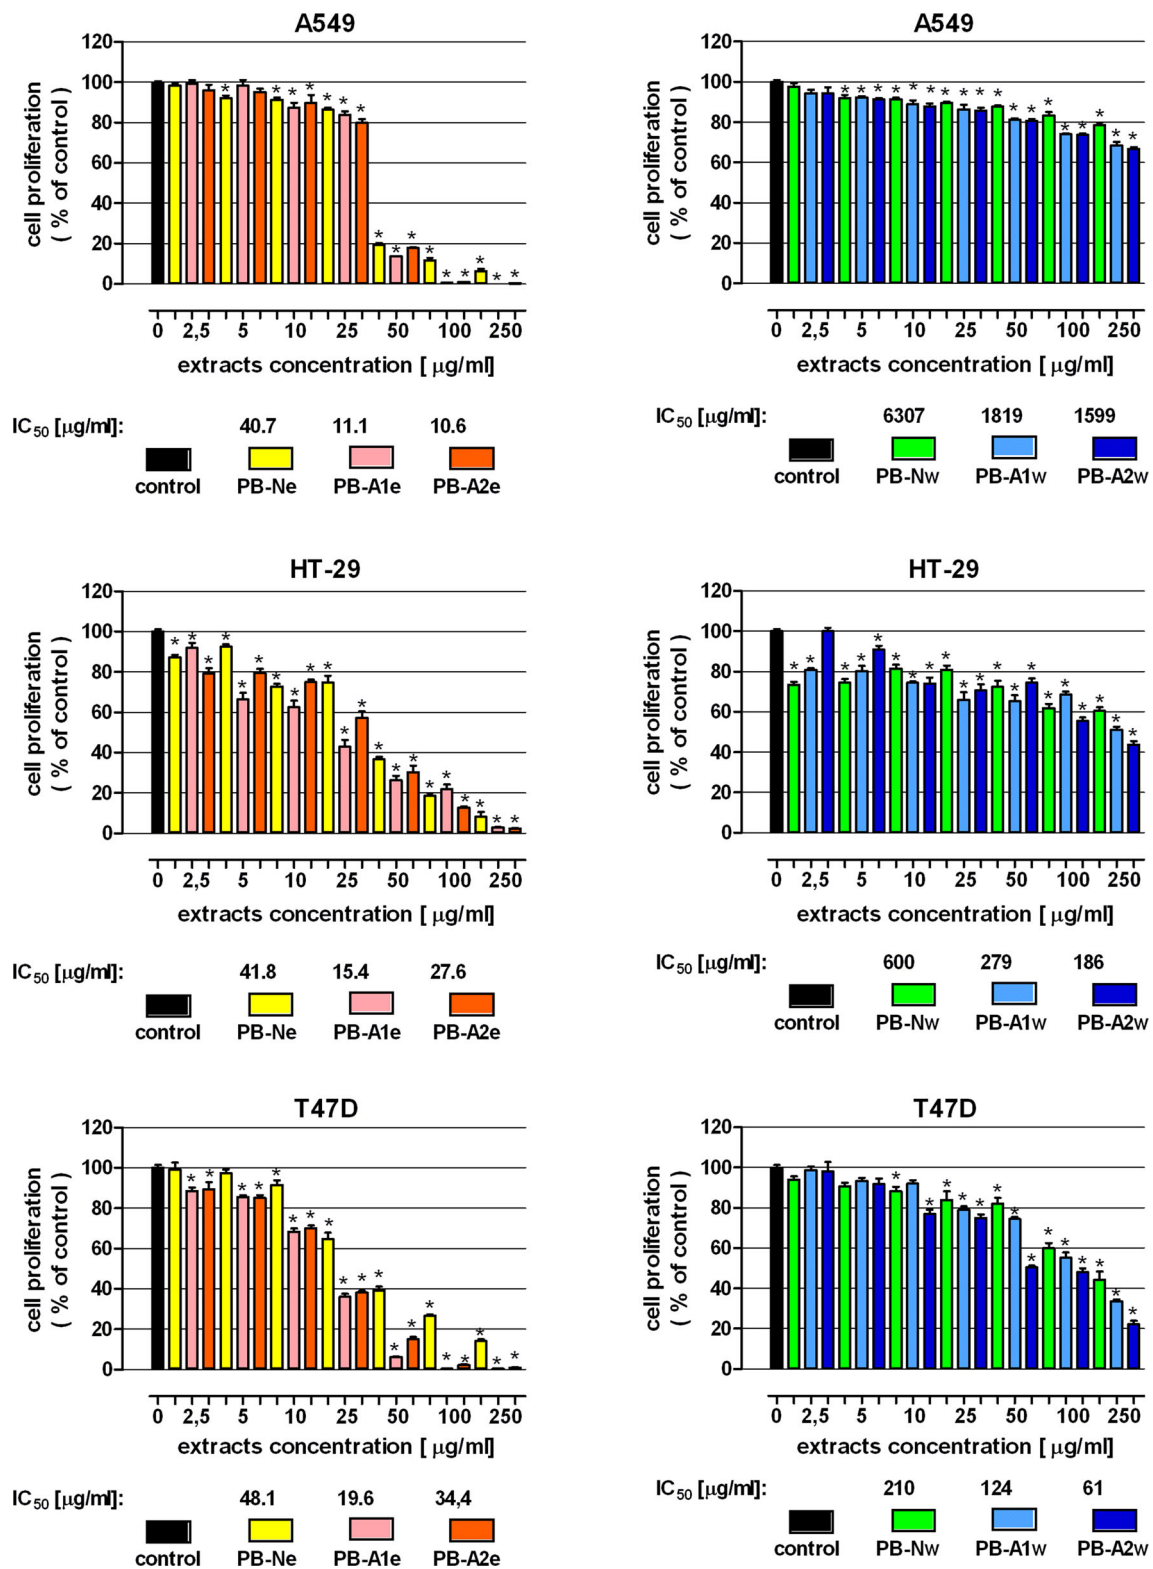 A549
120
100
80
60
40
20
0
cell proliferation
( % of control )
* * * * * * * * * * * * * * *
0 2,5 5 10 25 50 100 250
extracts concentration [ μg/ml]
IC50 [μg/ml]: 40.7 11.1 10.6
control PB-Ne PB-A1e PB-A2e
A549
120
100
80
60
40
20
0
cell proliferation
( % of control )
* * * * * * * * * * * * * * * * * *
0 2,5 5 10 25 50 100 250
extracts concentration [ μg/ml]
IC50 [μg/ml]: 6307 1819 1599
control PB-Nw PB-A1w PB-A2w
HT-29
120
100
80
60
40
20
0
cell proliferation
( % of control )
* * * * * * * * * * * * * * * * * * * * *
0 2,5 5 10 25 50 100 250
extracts concentration [ μg/ml]
IC50 [μg/ml]: 41.8 15.4 27.6
control PB-Ne PB-A1e PB-A2e
HT-29
120
100
80
60
40
20
0
cell proliferation
( % of control )
* * * * * * * * * * * * * * * * * * * *
0 2,5 5 10 25 50 100 250
extracts concentration [ μg/ml]
IC50 [μg/ml]: 600 279 186
control PB-Nw PB-A1w PB-A2w
T47D
120
100
80
60
40
20
0
cell proliferation
( % of control )
* * * * * * * * * * * * * * * * * *
0 2,5 5 10 25 50 100 250
extracts concentration [ μg/ml]
IC50 [μg/ml]: 48.1 19.6 34,4
control PB-Ne PB-A1e PB-A2e
T47D
120
100
80
60
40
20
0
cell proliferation
( % of control )
* * * * * * * * * * * * * *
0 2,5 5 10 25 50 100 250
extracts concentration [ μg/ml]
IC50 [μg/ml]: 210 124 61
control PB-Nw PB-A1w PB-A2w